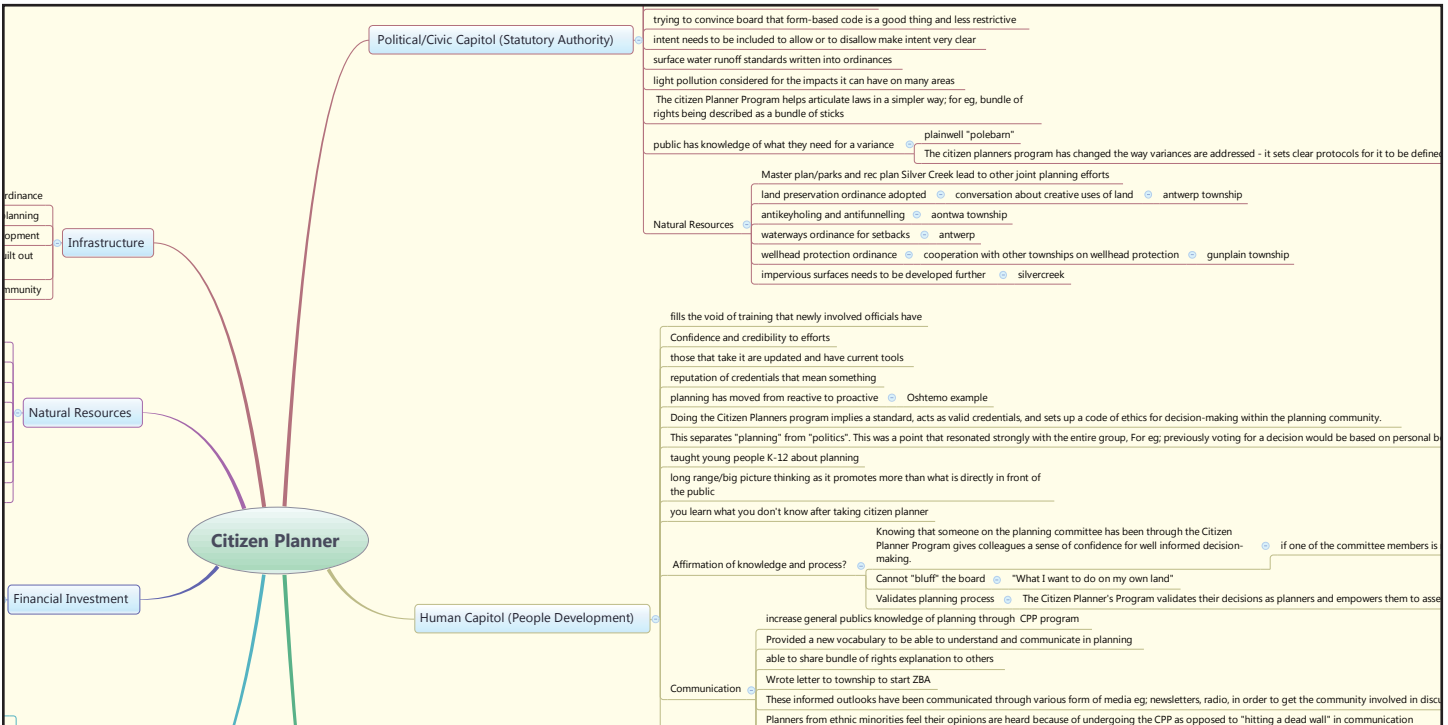 Political/Civic Capitol (Statutory Authority)
trying to convince board that form-based code is a good thing and less restrictive
intent needs to be included to allow or to disallow make intent very clear
surface water runoff standards written into ordinances
light pollution considered for the impacts it can have on many areas
The citizen Planner Program helps articulate laws in a simpler way; for eg, bundle of
rights being described as a bundle of sticks
public has knowledge of what they need for a variance
plainwell "polebarn"
The citizen planners program has changed the way variances are addressed - it sets clear protocols for it to be defined
Natural Resources
Master plan/parks and rec plan Silver Creek lead to other joint planning efforts
land preservation ordinance adopted conversation about creative uses of land antwerp township
antikeyholing and antifunnelling aontwa township
waterways ordinance for setbacks antwerp
wellhead protection ordinance cooperation with other townships on wellhead protection gunplain township
impervious surfaces needs to be developed further silvercreek
Infrastructure
rdinance
lanning
opment
ilt out
mmunity
Natural Resources
Citizen Planner
Financial Investment
Human Capitol (People Development)
fills the void of training that newly involved officials have
Confidence and credibility to efforts
those that take it are updated and have current tools
reputation of credentials that mean something
planning has moved from reactive to proactive Oshtemo example
Doing the Citizen Planners program implies a standard, acts as valid credentials, and sets up a code of ethics for decision-making within the planning community.
This separates "planning" from "politics". This was a point that resonated strongly with the entire group, For eg; previously voting for a decision would be based on personal b
taught young people K-12 about planning
long range/big picture thinking as it promotes more than what is directly in front of
the public
you learn what you don't know after taking citizen planner
Affirmation of knowledge and process?
Knowing that someone on the planning committee has been through the Citizen
Planner Program gives colleagues a sense of confidence for well informed decision-
making.
if one of the committee members is
Cannot "bluff" the board "What I want to do on my own land"
Validates planning process The Citizen Planner's Program validates their decisions as planners and empowers them to asse
Communication
increase general publics knowledge of planning through CPP program
Provided a new vocabulary to be able to understand and communicate in planning
able to share bundle of rights explanation to others
Wrote letter to township to start ZBA
These informed outlooks have been communicated through various form of media eg; newsletters, radio, in order to get the community involved in discu
Planners from ethnic minorities feel their opinions are heard because of undergoing the CPP as opposed to "hitting a dead wall" in communication